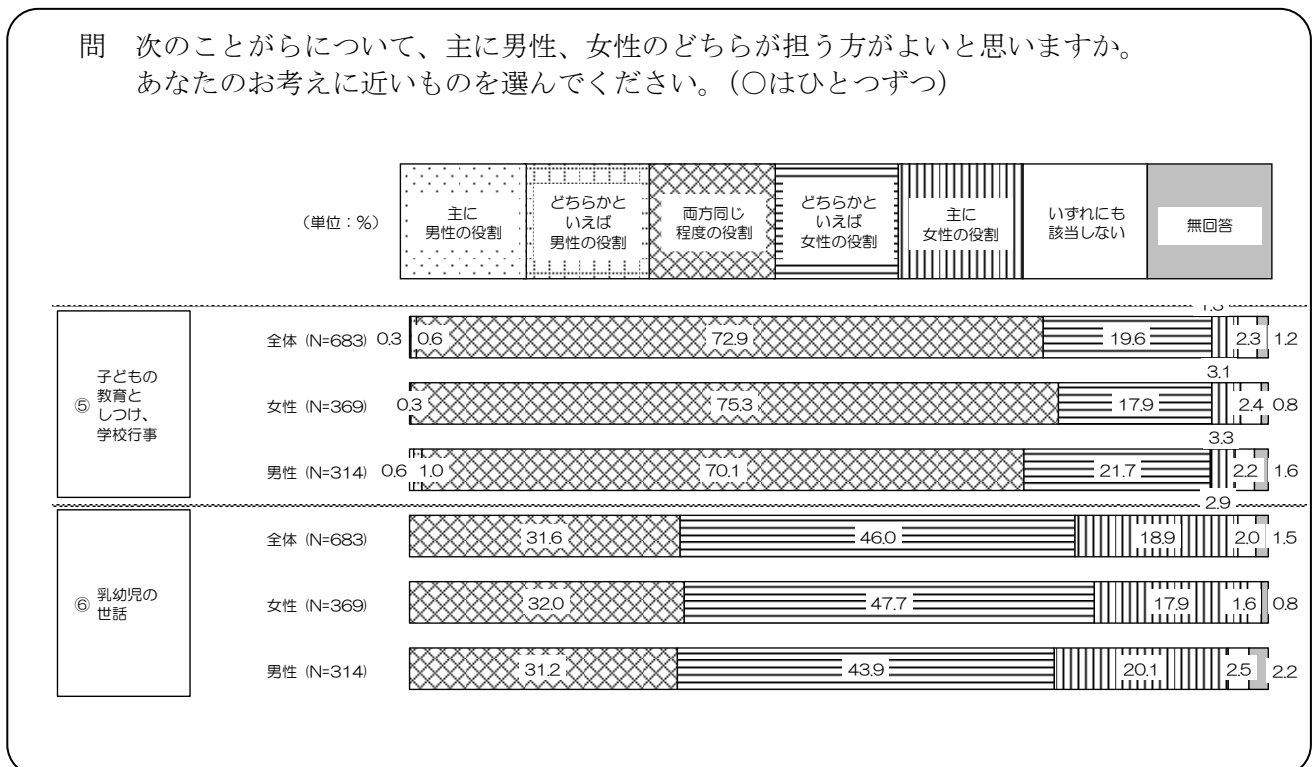 問 次のことがらについて、主に男性、女性のどちらが担う方がよいと思いますか。
あなたのお考えに近いものを選んでください。(○はひとつずつ)
(単位:%)
主に
男性の役割
どちらかと
いえば
男性の役割
両方同じ
程度の役割
どちらかと
いえば
女性の役割
主に
女性の役割
いずれにも
該当しない
無回答
⑤ 子どもの
教育と
しつけ、
学校行事
全体 (N=683) 0.3 0.6 72.9 19.6 2.3 1.2
3.1
女性 (N=369) 0.3 75.3 17.9 2.4 0.8
3.3
男性 (N=314) 0.6 1.0 70.1 21.7 2.2 1.6
2.9
⑥ 乳幼児の
世話
全体 (N=683) 31.6 46.0 18.9 2.0 1.5
女性 (N=369) 32.0 47.7 17.9 1.6 0.8
男性 (N=314) 31.2 43.9 20.1 2.5 2.2